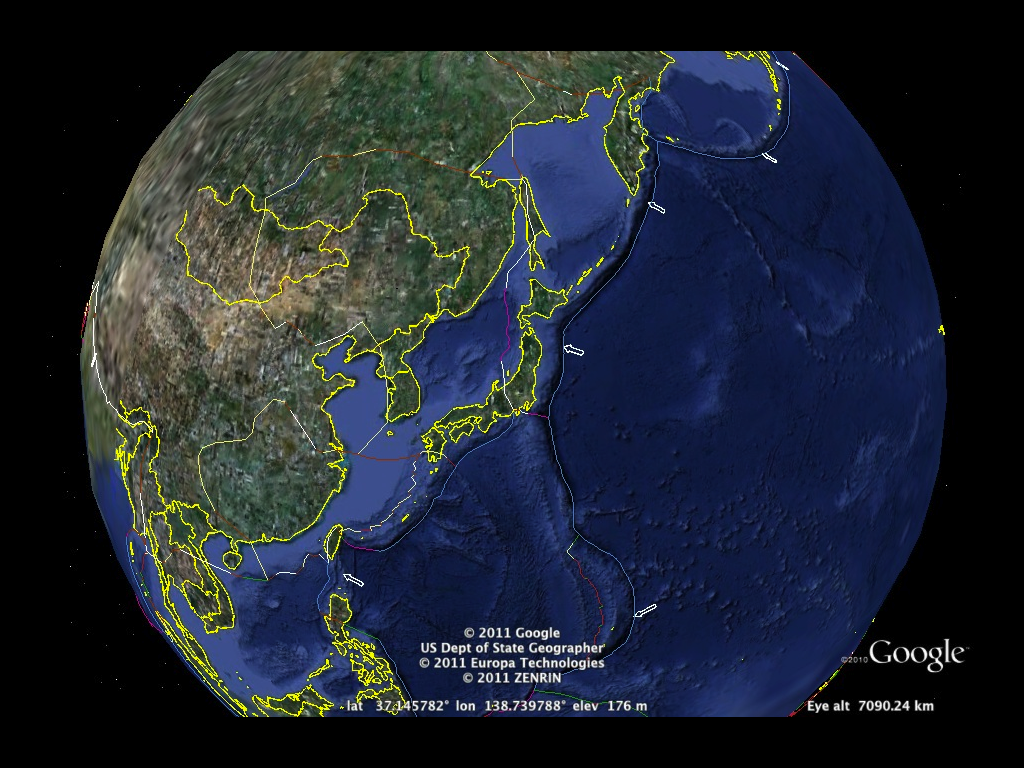 © 2011 Google
US Dept of State Geographer
© 2011 Europa Technologies
© 2011 ZENRIN
©2010 Google™
lat 37.145782° lon 138.739788° elev 176 m
Eye alt 7090.24 km